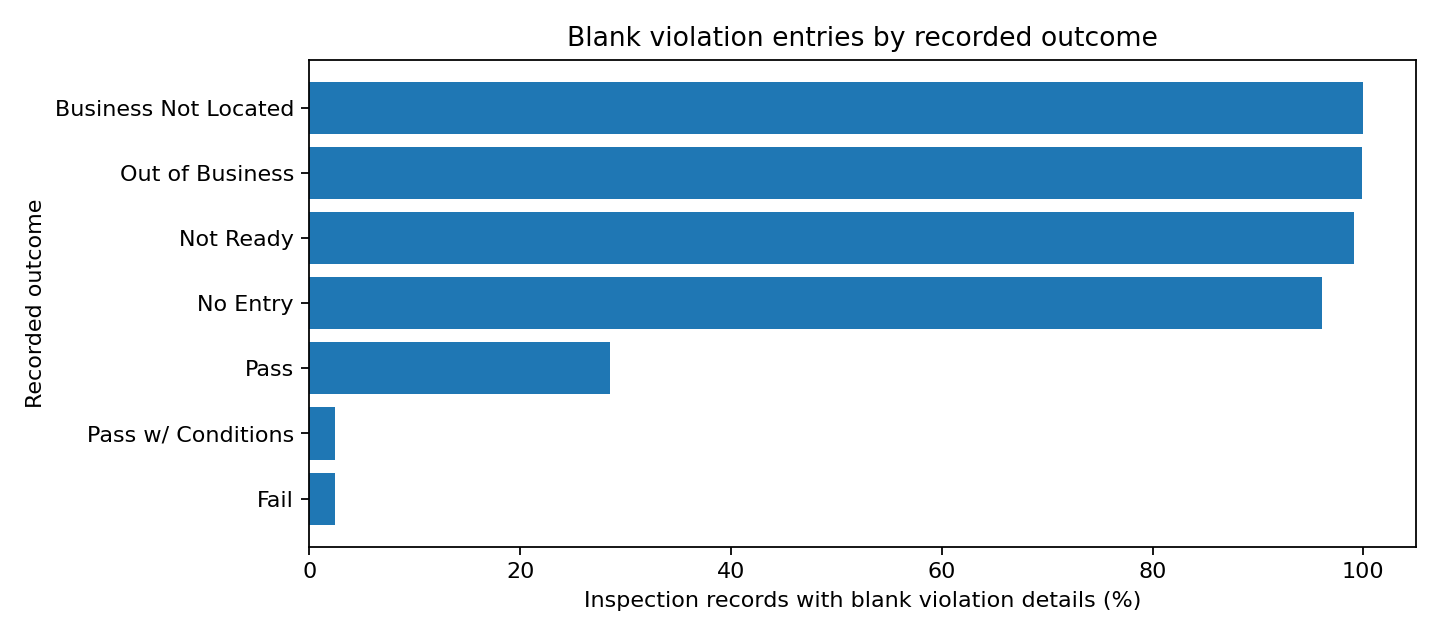 Blank violation entries by recorded outcome
Recorded outcome
Business Not Located
Out of Business
Not Ready
No Entry
Pass
Pass w/ Conditions
Fail
0 20 40 60 80 100
Inspection records with blank violation details (%)